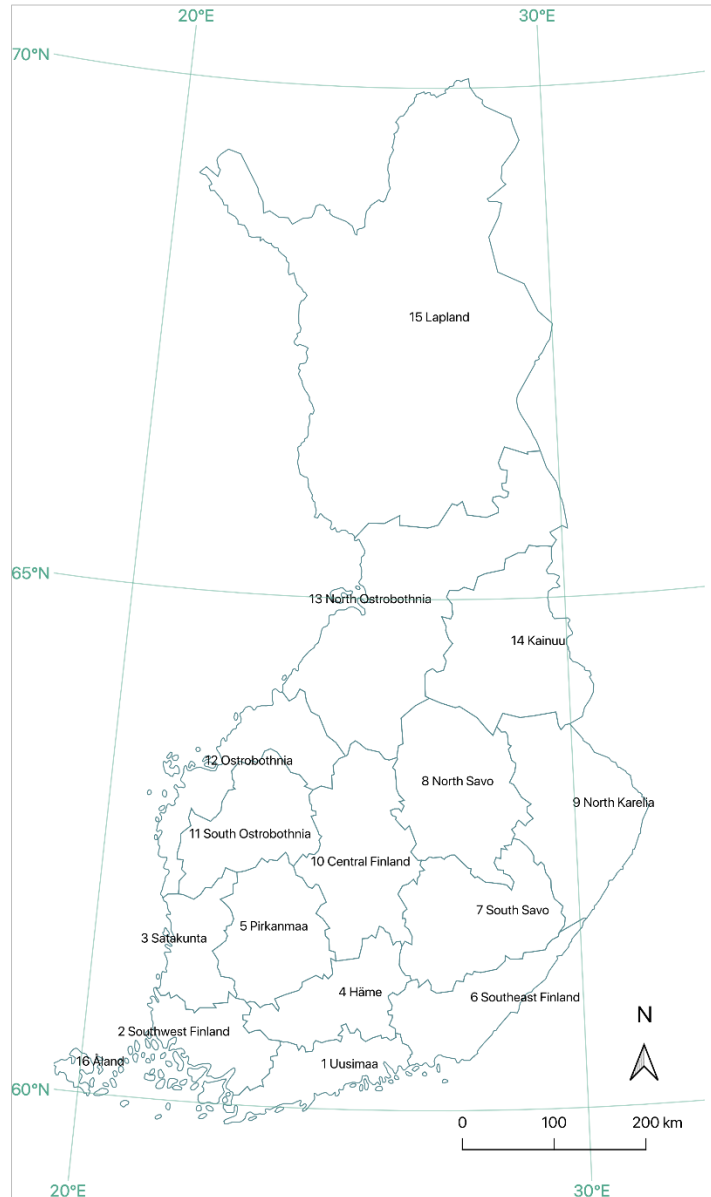 20°E 30°E
70°N
15 Lapland
65°N
13 North Ostrobothnia
14 Kainuu
12 Ostrobothnia
8 North Savo
9 North Karelia
11 South Ostrobothnia
10 Central Finland
7 South Savo
5 Pirkanmaa
3 Satakunta
4 Häme
6 Southeast Finland
N
2 Southwest Finland
16 Åland
1 Uusimaa
60°N
0 100 200 km
20°E 30°E